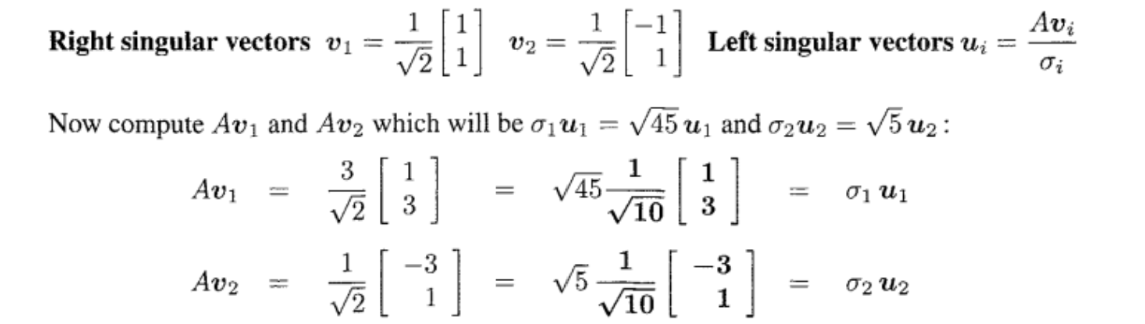 Right singular vectors v₁ = 1/√2 [1 1] v₂ = 1/√2 [−1 1] Left singular vectors uᵢ = Avᵢ/σᵢ
Now compute Av₁ and Av₂ which will be σ₁u₁ = √45 u₁ and σ₂u₂ = √5 u₂ :
Av₁ = 3/√2 [1 3] = √45 1/√10 [1 3] = σ₁ u₁
Av₂ = 1/√2 [−3 1] = √5 1/√10 [−3 1] = σ₂ u₂